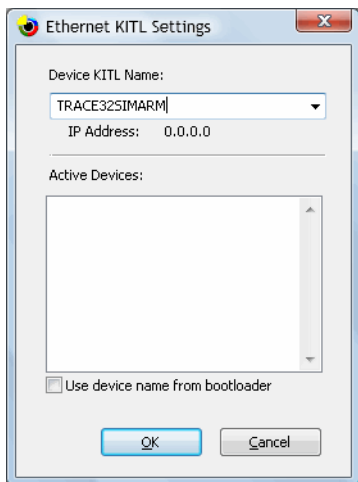 Ethernet KITL Settings
Device KITL Name:
TRACE32SIMARM
IP Address: 0.0.0.0
Active Devices:
Use device name from bootloader
OK Cancel